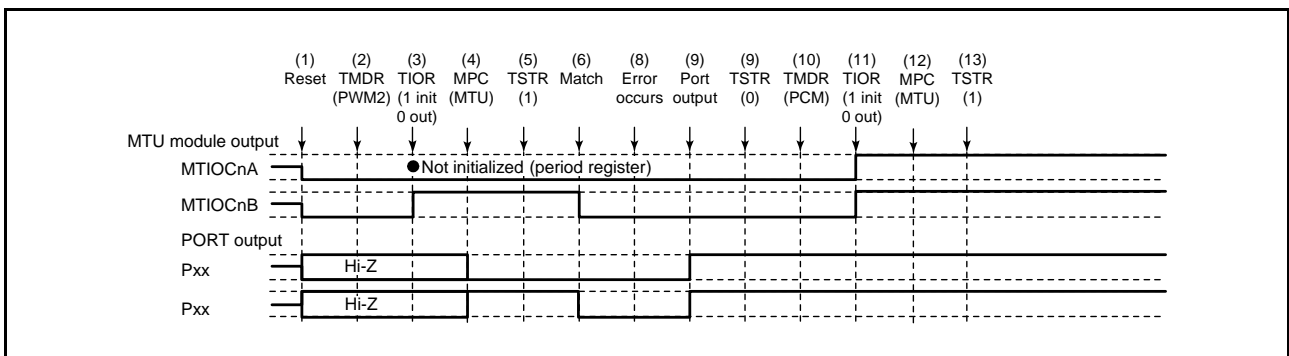 (1) (2) (3) (4) (5) (6) (8) (9) (9) (10) (11) (12) (13)
Reset TMDR TIOR MPC TSTR Match Error Port TSTR TMDR TIOR MPC TSTR
(PWM2) (1 init (MTU) (1) occurs output (0) (PCM) (1 init (MTU) (1)
0 out) 0 out)
MTU module output
MTIOCnA ●Not initialized (period register)
MTIOCnB
PORT output
Pxx Hi-Z
Pxx Hi-Z